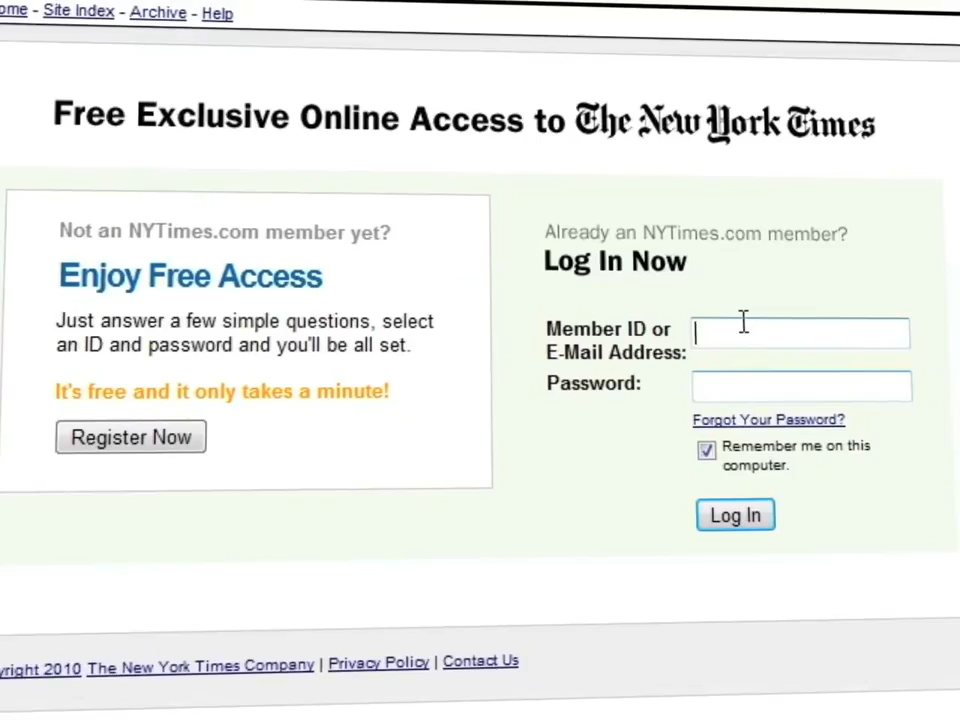 Site Index - Archive - Help
Free Exclusive Online Access to The New York Times
Not an NYTimes.com member yet?
Enjoy Free Access
Just answer a few simple questions, select
an ID and password and you'll be all set.
It's free and it only takes a minute!
Register Now
Already an NYTimes.com member?
Log In Now
Member ID or
E-Mail Address:
Password:
Forgot Your Password?
Remember me on this
computer.
Log In
2010 The New York Times Company | Privacy Policy | Contact Us